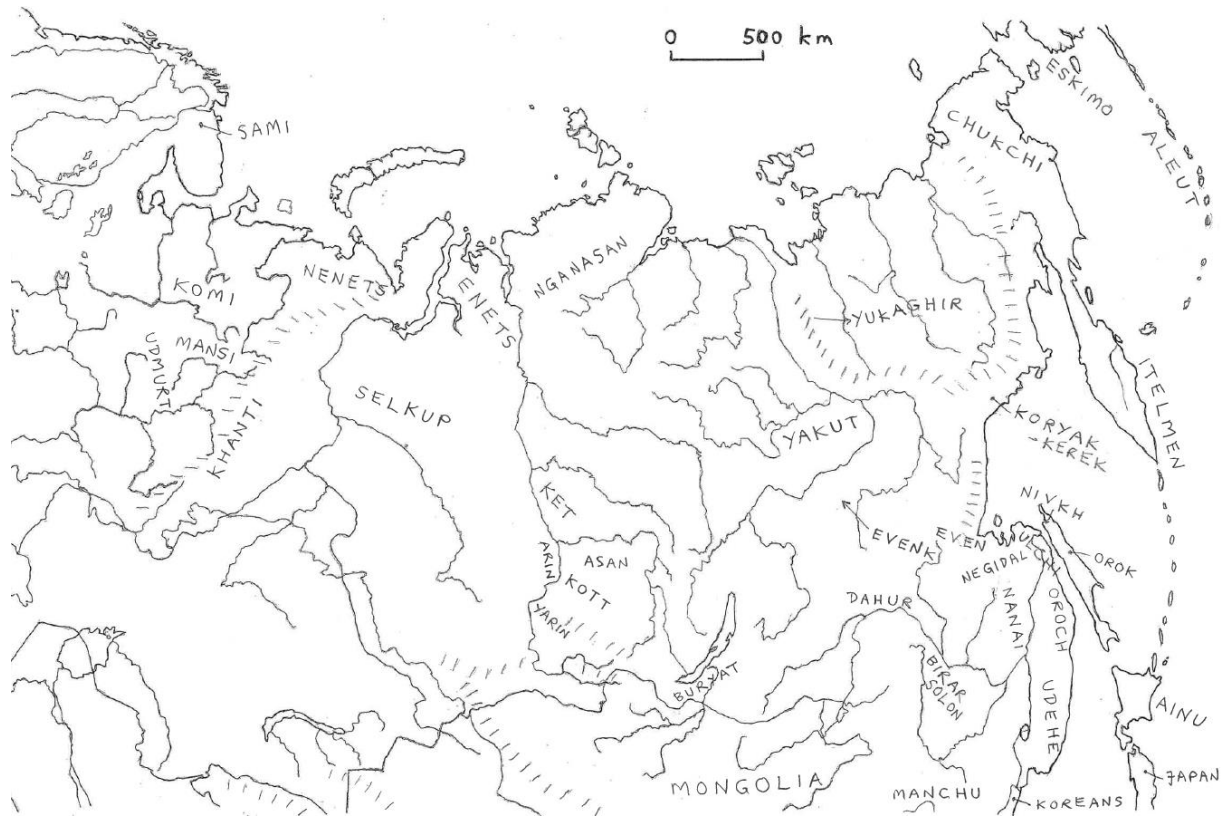 0 500 km
ESKIMO
ALEUT
CHUKCHI
SAMI
NENETS
ENETS
NGANASAN
KOMI
YUKAGHIR
UDMURT
MANSI
ITELMEN
KHANTI
SELKUP
YAKUT
KORYAK
-KEREK
KET
NIVKH
EVENK
EVEN
ULCHI
OROK
ARIN
ASAN
NEGIDAL
KOTT
NANAI
OROCH
YARIN
DAHUR
BURYAT
BIRAR
SOLON
UDEHE
AINU
MONGOLIA
MANCHU
KOREANS
JAPAN